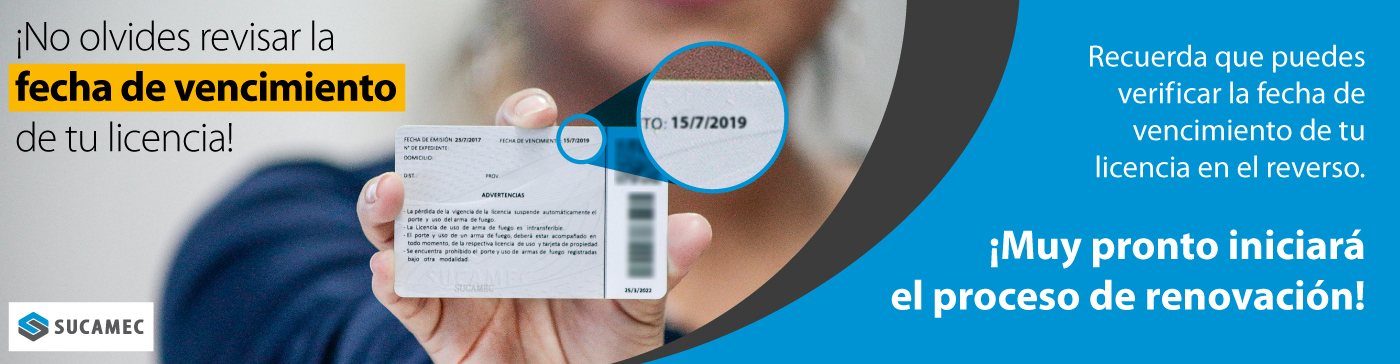 ¡No olvides revisar la
fecha de vencimiento
de tu licencia!
FECHA DE EMISIÓN 25/7/2017 FECHA DE VENCIMIENTO 15/7/2019
N° DE EXPEDIENTE:
DOMICILIO:
DIST.: PROV.
ADVERTENCIAS
- La pérdida de la vigencia de la licencia suspende automáticamente el
porte y uso del arma de fuego.
- La Licencia de uso de arma de fuego es intransferible.
- El porte y uso de un arma de fuego, deberá estar acompañado en
todo momento, de la respectiva licencia de uso y tarjeta de propiedad
- Se encuentra prohibido el porte y uso de armas de fuego registradas
bajo otra modalidad.
SUCAMEC
SUCAMEC
25/3/2022
TO: 15/7/2019
Recuerda que puedes
verificar la fecha de
vencimiento de tu
licencia en el reverso.
¡Muy pronto iniciará
el proceso de renovación!
SUCAMEC